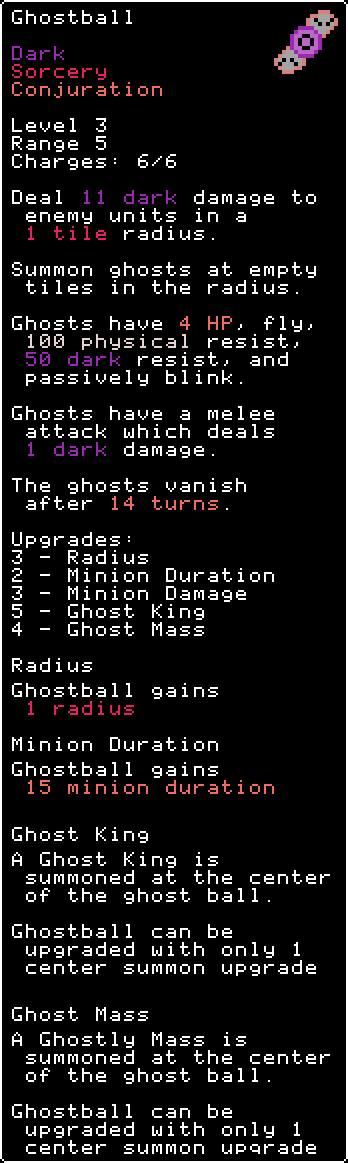 Ghostball
Dark
Sorcery
Conjuration
Level 3
Range 5
Charges: 6/6
Deal 11 dark damage to
enemy units in a
1 tile radius.
Summon ghosts at empty
tiles in the radius.
Ghosts have 4 HP, fly,
100 physical resist,
50 dark resist, and
passively blink.
Ghosts have a melee
attack which deals
1 dark damage.
The ghosts vanish
after 14 turns.
Upgrades:
3 - Radius
2 - Minion Duration
3 - Minion Damage
5 - Ghost King
4 - Ghost Mass
Radius
Ghostball gains
1 radius
Minion Duration
Ghostball gains
15 minion duration
Ghost King
A Ghost King is
summoned at the center
of the ghost ball.
Ghostball can be
upgraded with only 1
center summon upgrade
Ghost Mass
A Ghostly Mass is
summoned at the center
of the ghost ball.
Ghostball can be
upgraded with only 1
center summon upgrade